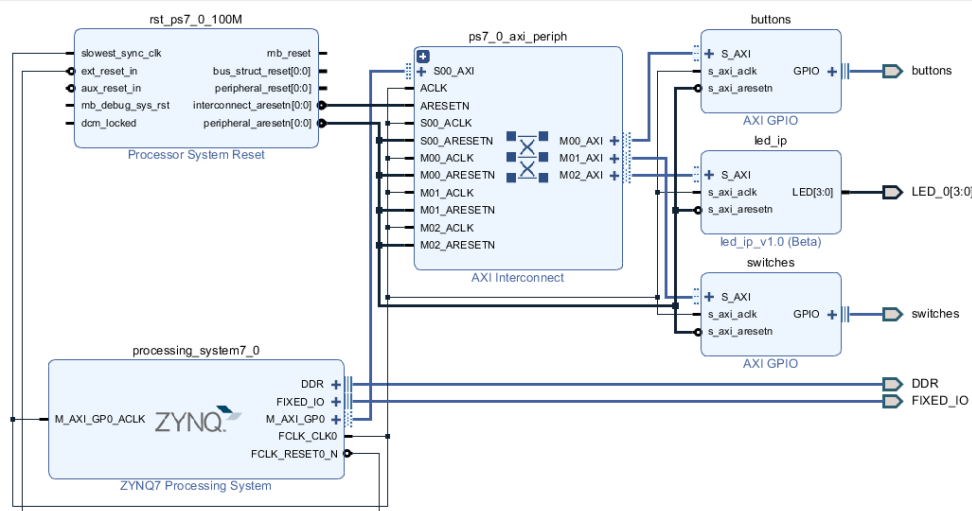 rst_ps7_0_100M
slowest_sync_clk
ext_reset_in
aux_reset_in
mb_debug_sys_rst
dcm_locked
mb_reset
bus_struct_reset[0:0]
peripheral_reset[0:0]
interconnect_aresetn[0:0]
peripheral_aresetn[0:0]
Processor System Reset
ps7_0_axi_periph
S00_AXI
ACLK
ARESETN
S00_ACLK
S00_ARESETN
M00_ACLK
M00_ARESETN
M01_ACLK
M01_ARESETN
M02_ACLK
M02_ARESETN
M00_AXI
M01_AXI
M02_AXI
AXI Interconnect
buttons
S_AXI
s_axi_aclk
s_axi_aresetn
GPIO
AXI GPIO
buttons
led_ip
S_AXI
s_axi_aclk
s_axi_aresetn
LED[3:0]
led_ip_v1.0 (Beta)
LED_0[3:0]
switches
S_AXI
s_axi_aclk
s_axi_aresetn
GPIO
AXI GPIO
switches
processing_system7_0
M_AXI_GP0_ACLK
ZYNQ
DDR
FIXED_IO
M_AXI_GP0
FCLK_CLK0
FCLK_RESET0_N
ZYNQ7 Processing System
DDR
FIXED_IO